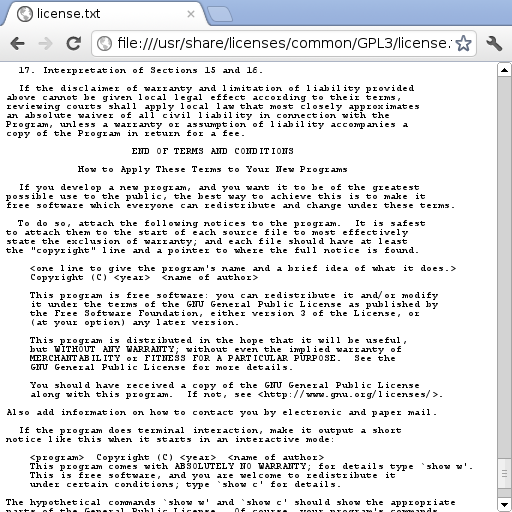 license.txt
file:///usr/share/licenses/common/GPL3/license.
17. Interpretation of Sections 15 and 16.
If the disclaimer of warranty and limitation of liability provided
above cannot be given local legal effect according to their terms,
reviewing courts shall apply local law that most closely approximates
an absolute waiver of all civil liability in connection with the
Program, unless a warranty or assumption of liability accompanies a
copy of the Program in return for a fee.
END OF TERMS AND CONDITIONS
How to Apply These Terms to Your New Programs
If you develop a new program, and you want it to be of the greatest
possible use to the public, the best way to achieve this is to make it
free software which everyone can redistribute and change under these terms.
To do so, attach the following notices to the program.  It is safest
to attach them to the start of each source file to most effectively
state the exclusion of warranty; and each file should have at least
the "copyright" line and a pointer to where the full notice is found.
<one line to give the program's name and a brief idea of what it does.>
Copyright (C) <year>  <name of author>
This program is free software: you can redistribute it and/or modify
it under the terms of the GNU General Public License as published by
the Free Software Foundation, either version 3 of the License, or
(at your option) any later version.
This program is distributed in the hope that it will be useful,
but WITHOUT ANY WARRANTY; without even the implied warranty of
MERCHANTABILITY or FITNESS FOR A PARTICULAR PURPOSE.  See the
GNU General Public License for more details.
You should have received a copy of the GNU General Public License
along with this program.  If not, see <http://www.gnu.org/licenses/>.
Also add information on how to contact you by electronic and paper mail.
If the program does terminal interaction, make it output a short
notice like this when it starts in an interactive mode:
<program>  Copyright (C) <year>  <name of author>
This program comes with ABSOLUTELY NO WARRANTY; for details type `show w'.
This is free software, and you are welcome to redistribute it
under certain conditions; type `show c' for details.
The hypothetical commands `show w' and `show c' should show the appropriate
parts of the General Public License.  Of course, your program's commands